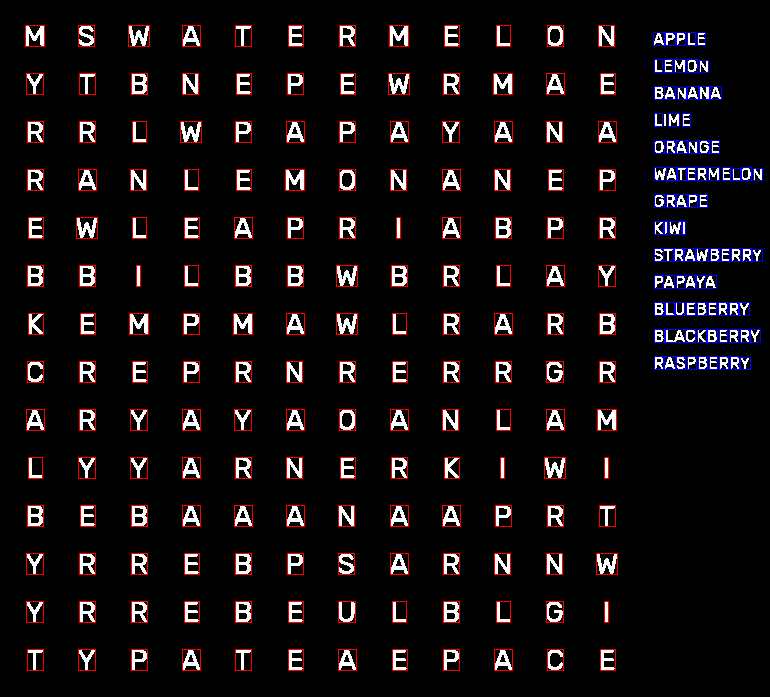 M S W A T E R M E L O N
Y T B N E P E W R M A E
R R L W P A P A Y A N A
R A N L E M O N A N E P
E W L E A P R I A B P R
B B I L B B W B R L A Y
K E M P M A W L R A R B
C R E P R N R E R R G R
A R Y A Y A O A N L A M
L Y Y A R N E R K I W I
B E B A A A N A A P R T
Y R R E B P S A R N N W
Y R R E B E U L B L G I
T Y P A T E A E P A C E
APPLE
LEMON
BANANA
LIME
ORANGE
WATERMELON
GRAPE
KIWI
STRAWBERRY
PAPAYA
BLUEBERRY
BLACKBERRY
RASPBERRY